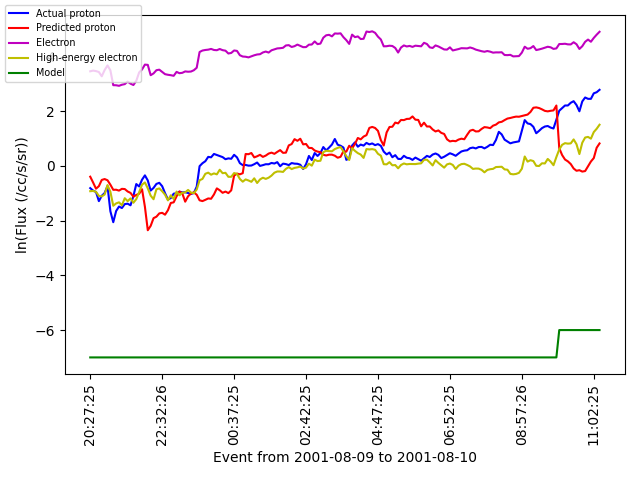 Actual proton
Predicted proton
Electron
High-energy electron
Model
ln(Flux (/cc/s/sr))
2
0
−2
−4
−6
20:27:25
22:32:26
00:37:25
02:42:25
04:47:25
06:52:25
08:57:26
11:02:25
Event from 2001-08-09 to 2001-08-10